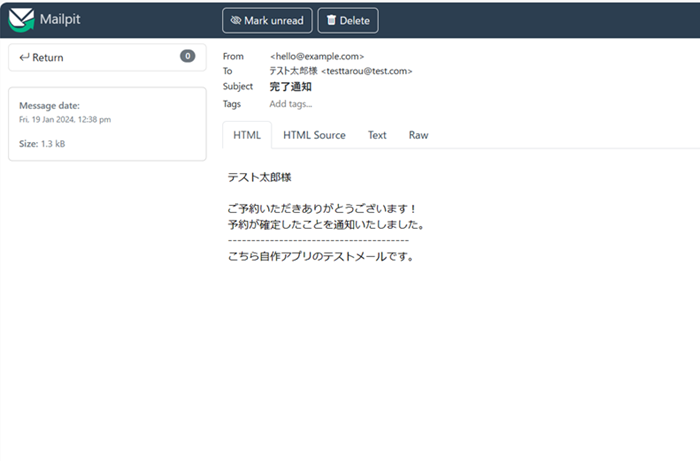 Mailpit
Mark unread
Delete
Return
0
Message date:
Fri, 19 Jan 2024, 12:38 pm
Size: 1.3 kB
From <hello@example.com>
To テスト太郎様 <testtarou@test.com>
Subject 完了通知
Tags Add tags...
HTML HTML Source Text Raw
テスト太郎様
ご予約いただきありがとうございます！
予約が確定したことを通知いたしました。
---------------------------------------
こちら自作アプリのテストメールです。